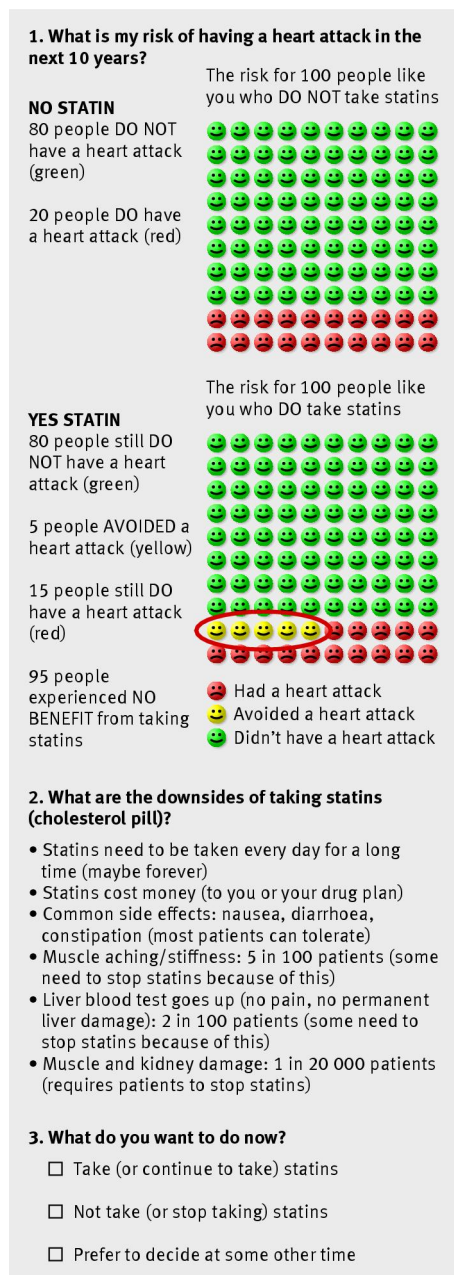 1. What is my risk of having a heart attack in the
next 10 years?
The risk for 100 people like
you who DO NOT take statins
NO STATIN
80 people DO NOT
have a heart attack
(green)
20 people DO have
a heart attack (red)
The risk for 100 people like
you who DO take statins
YES STATIN
80 people still DO
NOT have a heart
attack (green)
5 people AVOIDED a
heart attack (yellow)
15 people still DO
have a heart attack
(red)
95 people
experienced NO
BENEFIT from taking
statins
Had a heart attack
Avoided a heart attack
Didn't have a heart attack
2. What are the downsides of taking statins
(cholesterol pill)?
• Statins need to be taken every day for a long
time (maybe forever)
• Statins cost money (to you or your drug plan)
• Common side effects: nausea, diarrhoea,
constipation (most patients can tolerate)
• Muscle aching/stiffness: 5 in 100 patients (some
need to stop statins because of this)
• Liver blood test goes up (no pain, no permanent
liver damage): 2 in 100 patients (some need to
stop statins because of this)
• Muscle and kidney damage: 1 in 20 000 patients
(requires patients to stop statins)
3. What do you want to do now?
Take (or continue to take) statins
Not take (or stop taking) statins
Prefer to decide at some other time